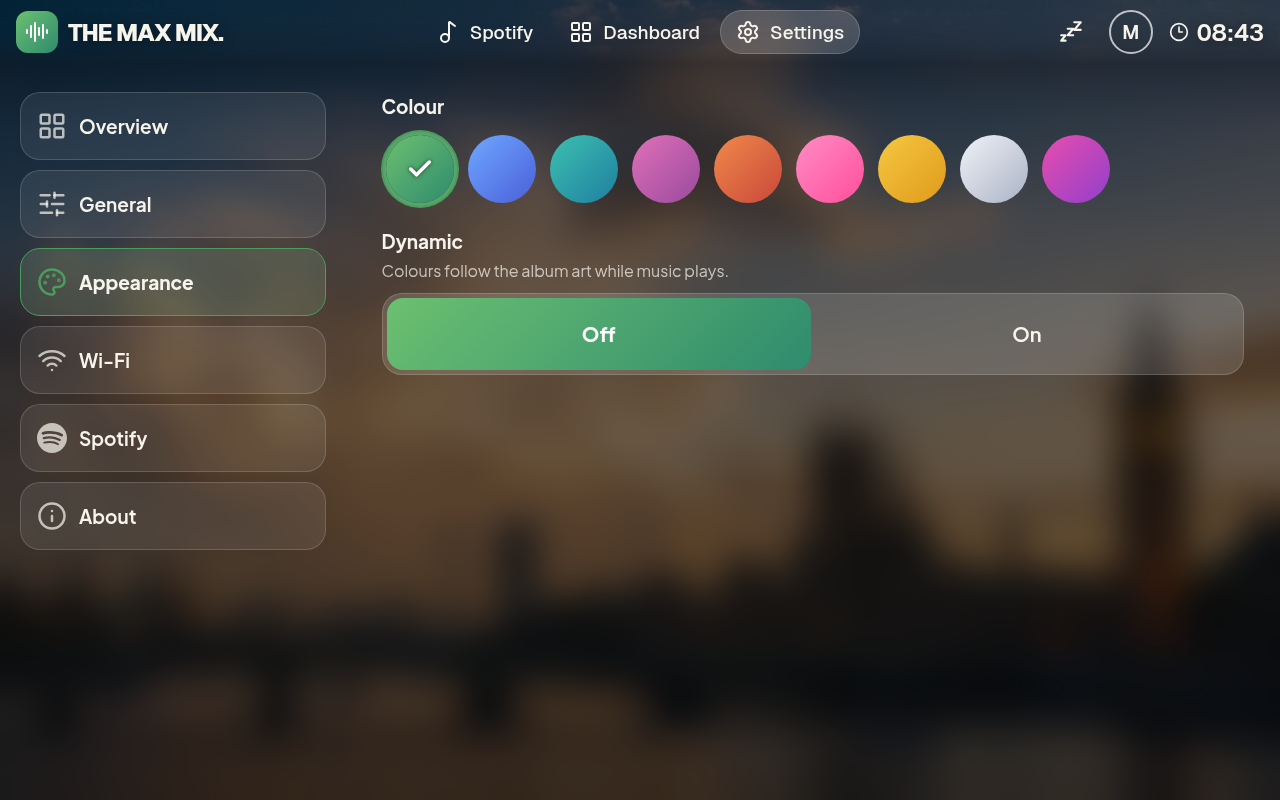 THE MAX MIX.
Spotify
Dashboard
Settings
zzZ
M
08:43
Overview
General
Appearance
Wi-Fi
Spotify
About
Colour
Dynamic
Colours follow the album art while music plays.
Off
On